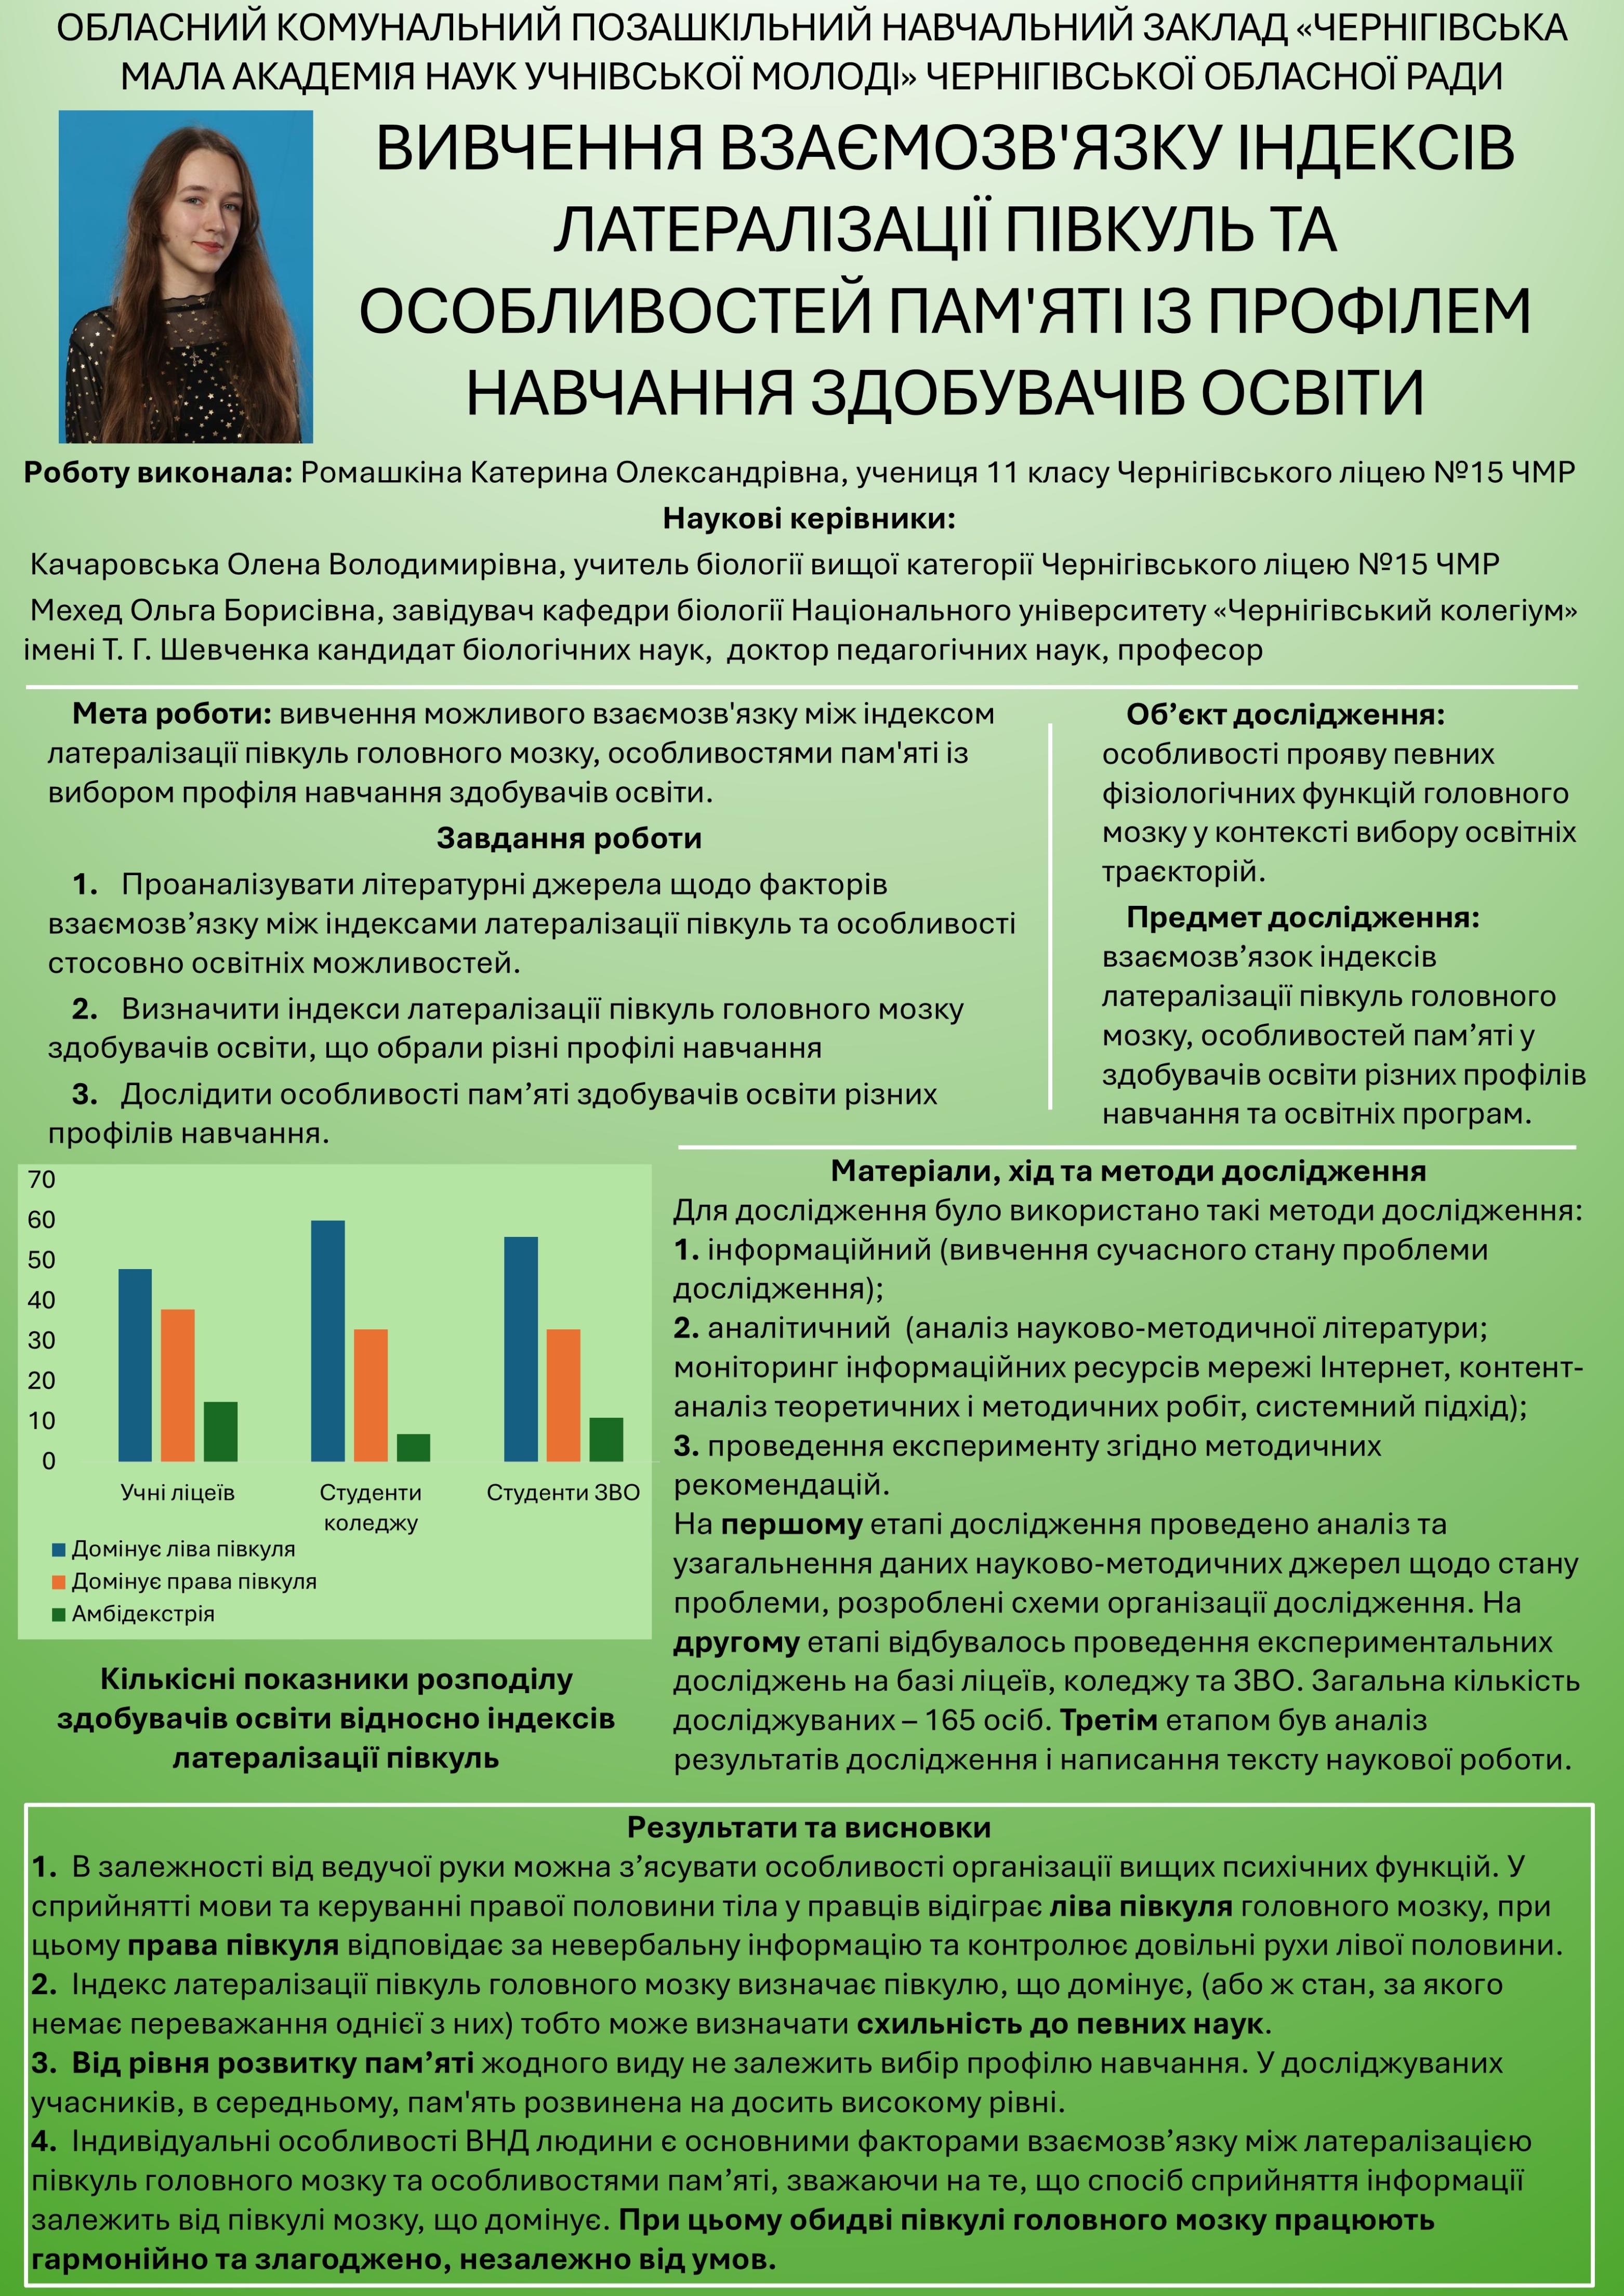 ОБЛАСНИЙ КОМУНАЛЬНИЙ ПОЗАШКІЛЬНИЙ НАВЧАЛЬНИЙ ЗАКЛАД «ЧЕРНІГІВСЬКА
МАЛА АКАДЕМІЯ НАУК УЧНІВСЬКОЇ МОЛОДІ» ЧЕРНІГІВСЬКОЇ ОБЛАСНОЇ РАДИ
ВИВЧЕННЯ ВЗАЄМОЗВ'ЯЗКУ ІНДЕКСІВ
ЛАТЕРАЛІЗАЦІЇ ПІВКУЛЬ ТА
ОСОБЛИВОСТЕЙ ПАМ'ЯТІ ІЗ ПРОФІЛЕМ
НАВЧАННЯ ЗДОБУВАЧІВ ОСВІТИ
Роботу виконала: Ромашкіна Катерина Олександрівна, учениця 11 класу Чернігівського ліцею №15 ЧМР
Наукові керівники:
Качаровська Олена Володимирівна, учитель біології вищої категорії Чернігівського ліцею №15 ЧМР
Мехед Ольга Борисівна, завідувач кафедри біології Національного університету «Чернігівський колегіум»
імені Т. Г. Шевченка кандидат біологічних наук,  доктор педагогічних наук, професор
Мета роботи: вивчення можливого взаємозв'язку між індексом
латералізації півкуль головного мозку, особливостями пам'яті із
вибором профіля навчання здобувачів освіти.
Завдання роботи
1. Проаналізувати літературні джерела щодо факторів
взаємозв’язку між індексами латералізації півкуль та особливості
стосовно освітніх можливостей.
2. Визначити індекси латералізації півкуль головного мозку
здобувачів освіти, що обрали різні профілі навчання
3. Дослідити особливості пам’яті здобувачів освіти різних
профілів навчання.
Об’єкт дослідження:
особливості прояву певних
фізіологічних функцій головного
мозку у контексті вибору освітніх
траєкторій.
Предмет дослідження:
взаємозв’язок індексів
латералізації півкуль головного
мозку, особливостей пам’яті у
здобувачів освіти різних профілів
навчання та освітніх програм.
70
60
50
40
30
20
10
0
Учні ліцеїв
Студенти
коледжу
Студенти ЗВО
Домінує ліва півкуля
Домінує права півкуля
Амбідекстрія
Кількісні показники розподілу
здобувачів освіти відносно індексів
латералізації півкуль
Матеріали, хід та методи дослідження
Для дослідження було використано такі методи дослідження:
1. інформаційний (вивчення сучасного стану проблеми
дослідження);
2. аналітичний  (аналіз науково-методичної літератури;
моніторинг інформаційних ресурсів мережі Інтернет, контент-
аналіз теоретичних і методичних робіт, системний підхід);
3. проведення експерименту згідно методичних
рекомендацій.
На першому етапі дослідження проведено аналіз та
узагальнення даних науково-методичних джерел щодо стану
проблеми, розроблені схеми організації дослідження. На
другому етапі відбувалось проведення експериментальних
досліджень на базі ліцеїв, коледжу та ЗВО. Загальна кількість
досліджуваних – 165 осіб. Третім етапом був аналіз
результатів дослідження і написання тексту наукової роботи.
Результати та висновки
1. В залежності від ведучої руки можна з’ясувати особливості організації вищих психічних функцій. У
сприйнятті мови та керуванні правої половини тіла у правців відіграє ліва півкуля головного мозку, при
цьому права півкуля відповідає за невербальну інформацію та контролює довільні рухи лівої половини.
2. Індекс латералізації півкуль головного мозку визначає півкулю, що домінує, (або ж стан, за якого
немає переважання однієї з них) тобто може визначати схильність до певних наук.
3. Від рівня розвитку пам’яті жодного виду не залежить вибір профілю навчання. У досліджуваних
учасників, в середньому, пам'ять розвинена на досить високому рівні.
4. Індивідуальні особливості ВНД людини є основними факторами взаємозв’язку між латералізацією
півкуль головного мозку та особливостями пам’яті, зважаючи на те, що спосіб сприйняття інформації
залежить від півкулі мозку, що домінує. При цьому обидві півкулі головного мозку працюють
гармонійно та злагоджено, незалежно від умов.